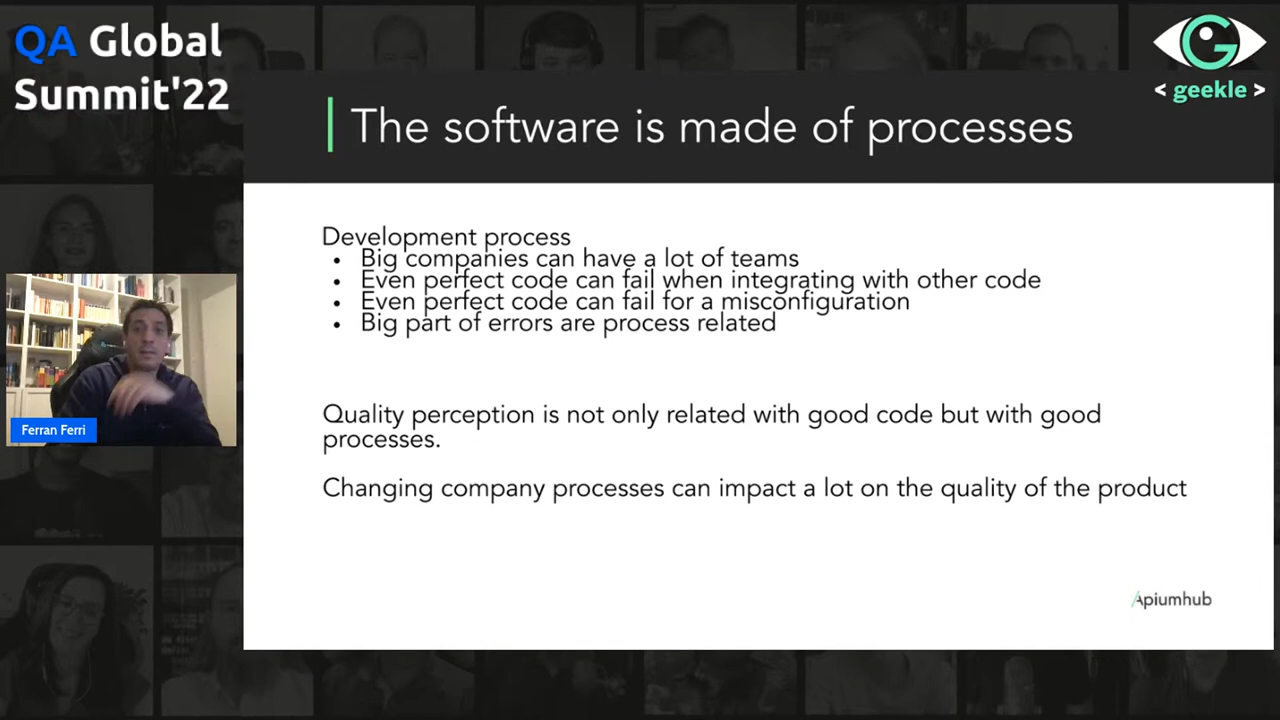 QA Global
Summit'22
< geekle >
The software is made of processes
Development process
• Big companies can have a lot of teams
• Even perfect code can fail when integrating with other code
• Even perfect code can fail for a misconfiguration
• Big part of errors are process related
Quality perception is not only related with good code but with good
processes.
Changing company processes can impact a lot on the quality of the product
Ferran Ferri
Apiumhub